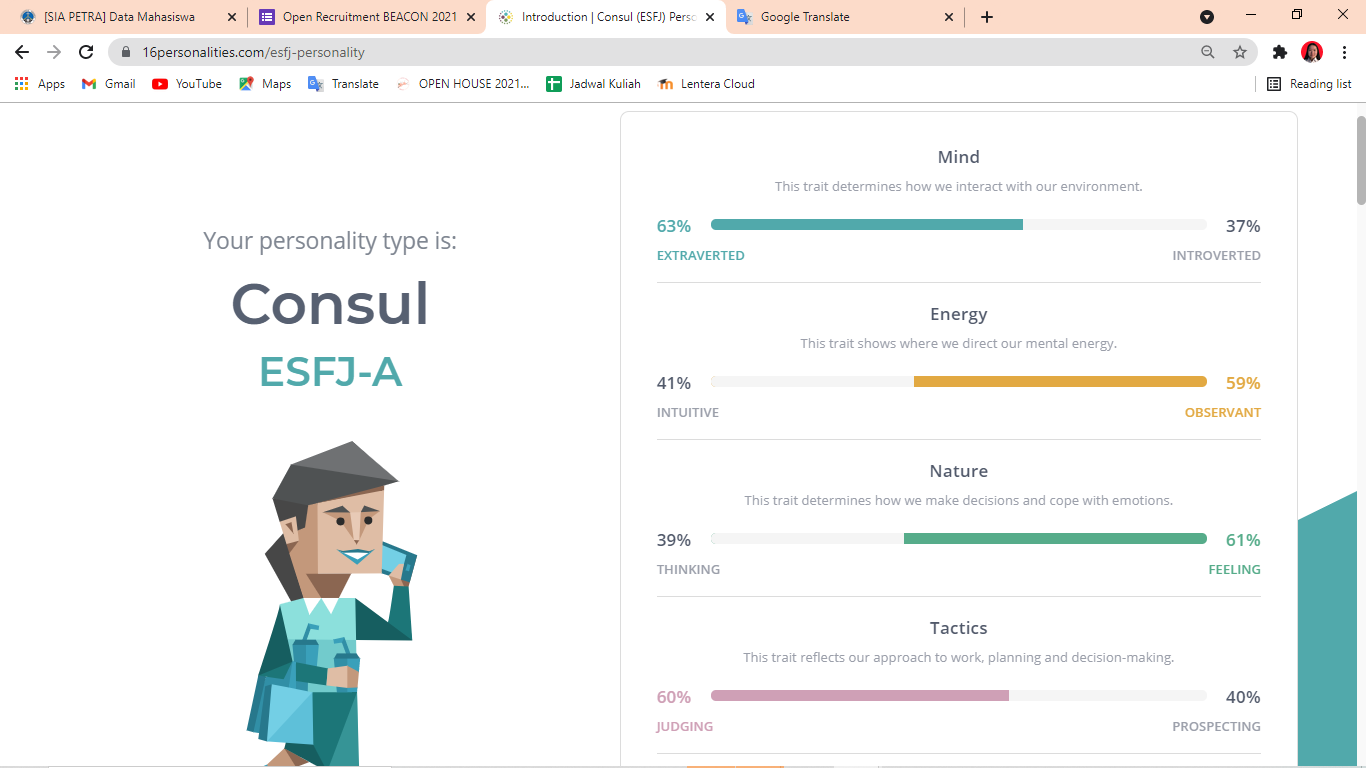 [SIA PETRA] Data Mahasiswa
Open Recruitment BEACON 2021
Introduction | Consul (ESFJ) Perso
Google Translate
16personalities.com/esfj-personality
Apps
Gmail
YouTube
Maps
Translate
OPEN HOUSE 2021...
Jadwal Kuliah
Lentera Cloud
Reading list
Your personality type is:
Consul
ESFJ-A
Mind
This trait determines how we interact with our environment.
63% 37%
EXTRAVERTED INTROVERTED
Energy
This trait shows where we direct our mental energy.
41% 59%
INTUITIVE OBSERVANT
Nature
This trait determines how we make decisions and cope with emotions.
39% 61%
THINKING FEELING
Tactics
This trait reflects our approach to work, planning and decision-making.
60% 40%
JUDGING PROSPECTING